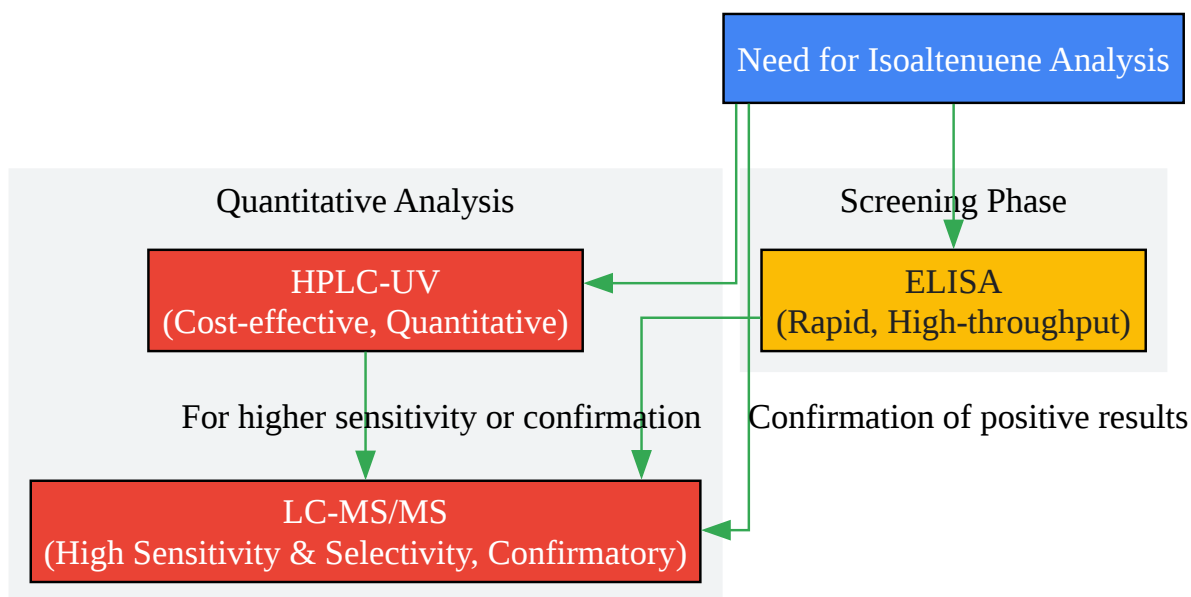 Need for Isoaltenuene Analysis
Quantitative Analysis
Screening Phase
HPLC-UV
(Cost-effective, Quantitative)
ELISA
(Rapid, High-throughput)
For higher sensitivity or confirmation
Confirmation of positive results
LC-MS/MS
(High Sensitivity & Selectivity, Confirmatory)